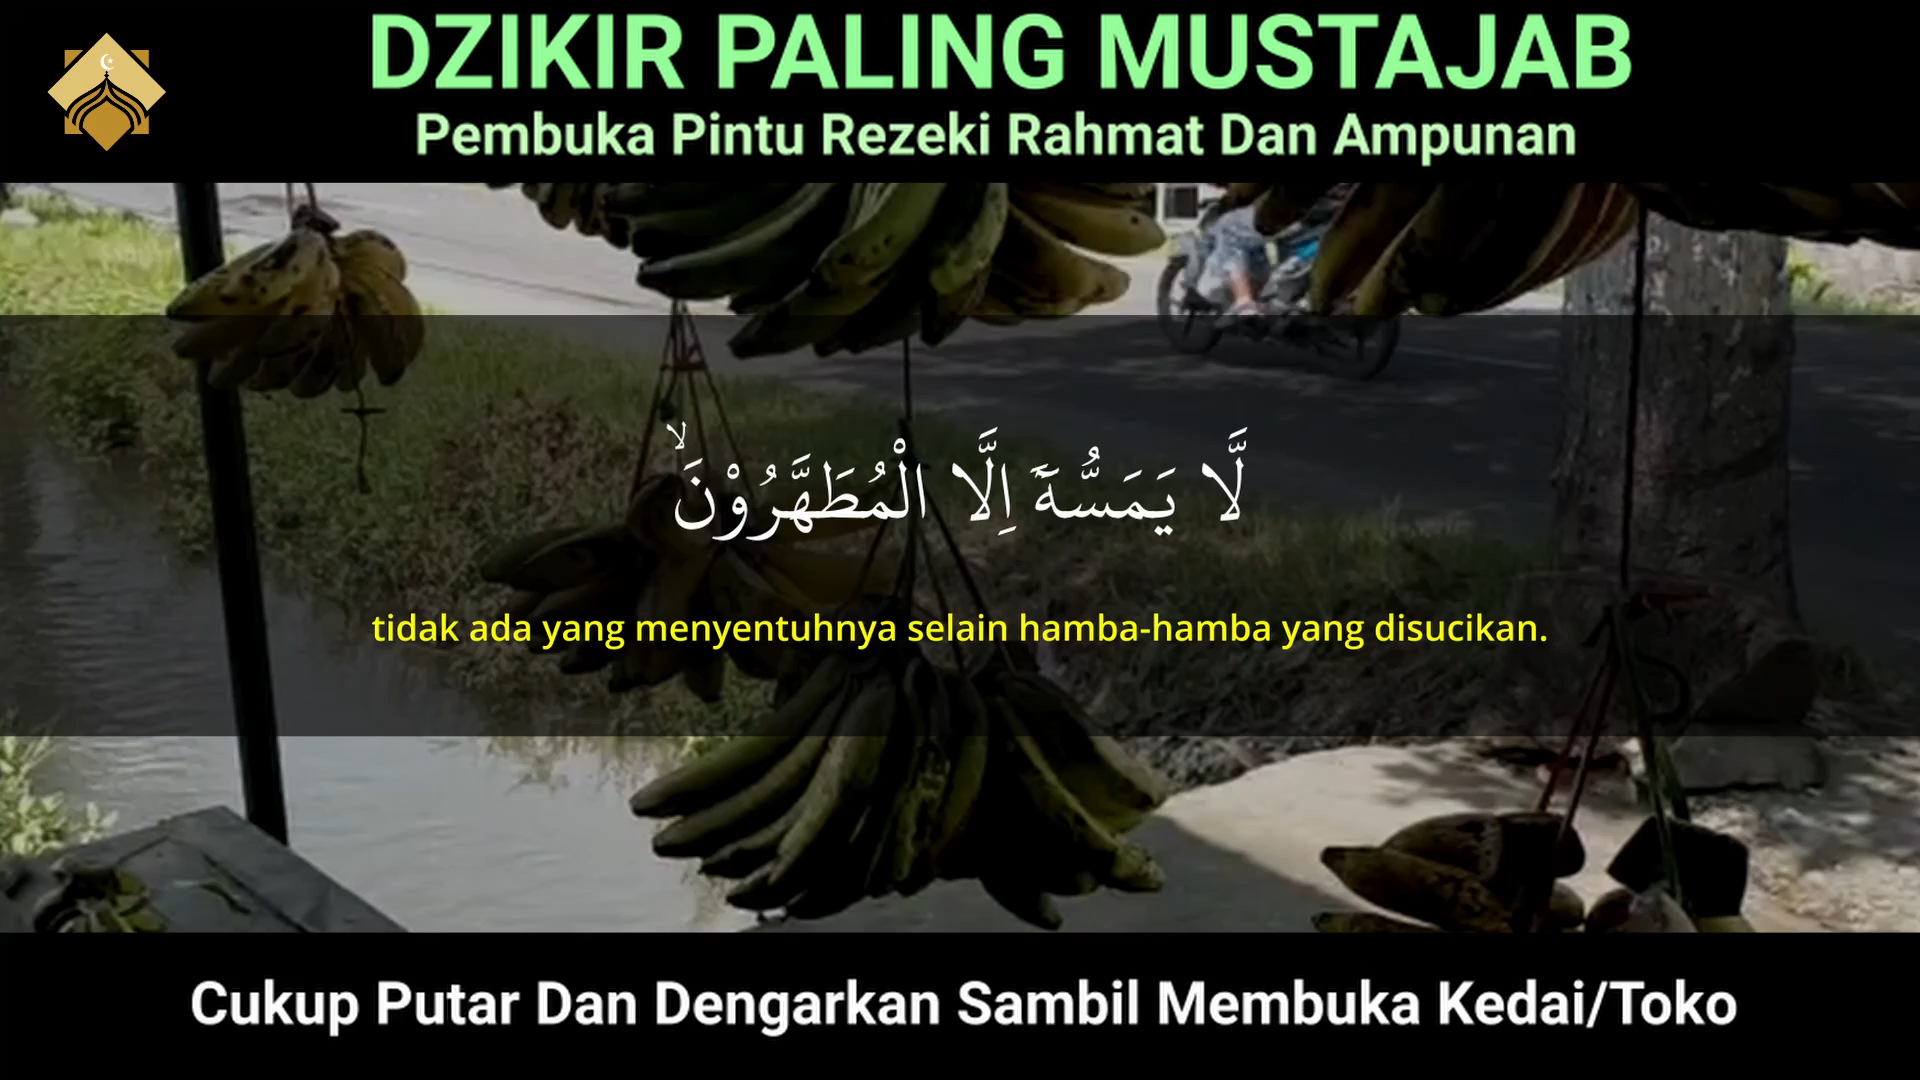 DZIKIR PALING MUSTAJAB
Pembuka Pintu Rezeki Rahmat Dan Ampunan
لَّا يَمَسُّهٗٓ اِلَّا الْمُطَهَّرُوْنَۙ
tidak ada yang menyentuhnya selain hamba-hamba yang disucikan.
Cukup Putar Dan Dengarkan Sambil Membuka Kedai/Toko